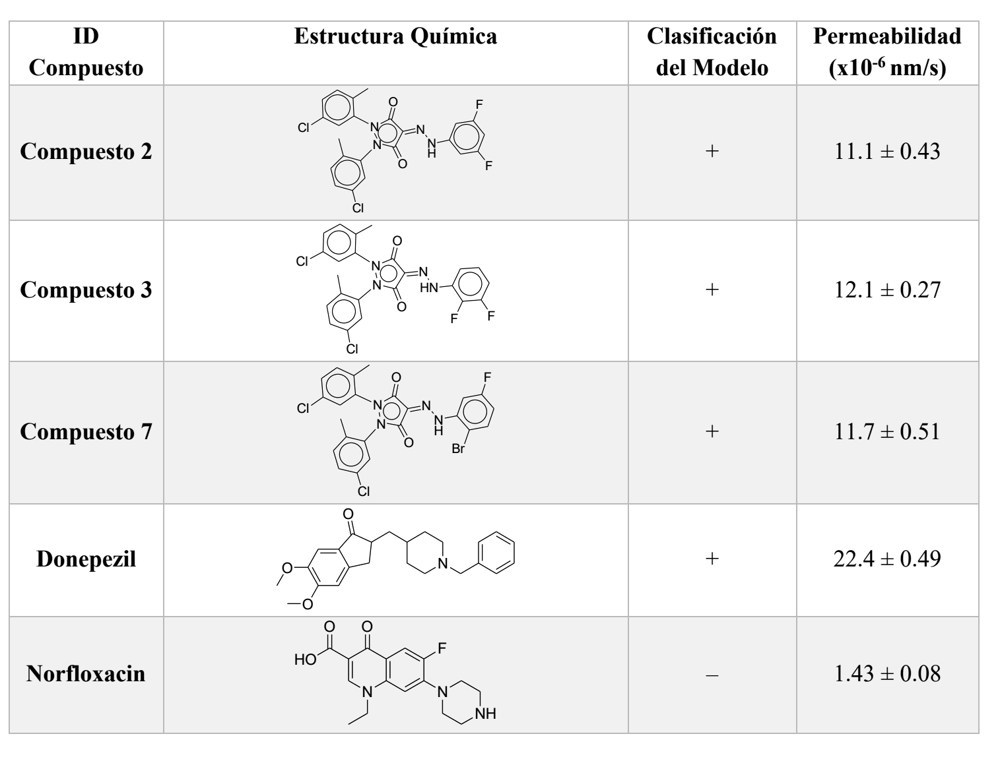 ID Compuesto
Estructura Química
Clasificación del Modelo
Permeabilidad (x10⁻⁶ nm/s)
Compuesto 2
Cl
N
N
O
O
N
N
H
F
F
Cl
+
11.1 ± 0.43
Compuesto 3
Cl
N
N
O
O
N
HN
F
F
Cl
+
12.1 ± 0.27
Compuesto 7
Cl
N
N
O
O
N
N
H
F
Br
Cl
+
11.7 ± 0.51
Donepezil
O
O
O
N
+
22.4 ± 0.49
Norfloxacin
O
O
HO
F
N
N
NH
–
1.43 ± 0.08